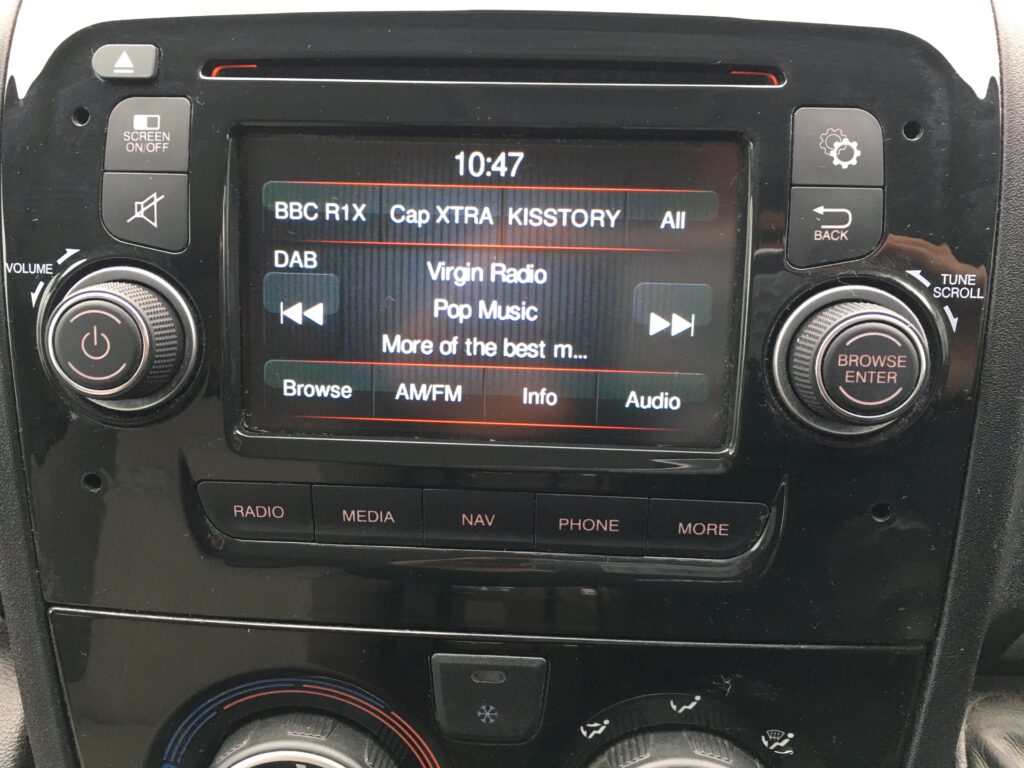 SCREEN
ON/OFF
10:47
BBC R1X Cap XTRA KISSTORY All
BACK
VOLUME
DAB
Virgin Radio
TUNE
SCROLL
Pop Music
More of the best m...
BROWSE
ENTER
Browse AM/FM Info Audio
RADIO MEDIA NAV PHONE MORE